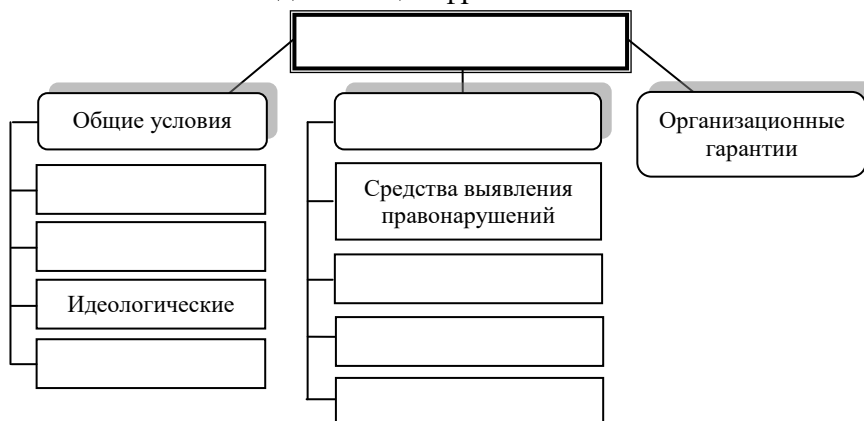 Общие условия
Организационные
гарантии
Средства выявления
правонарушений
Идеологические